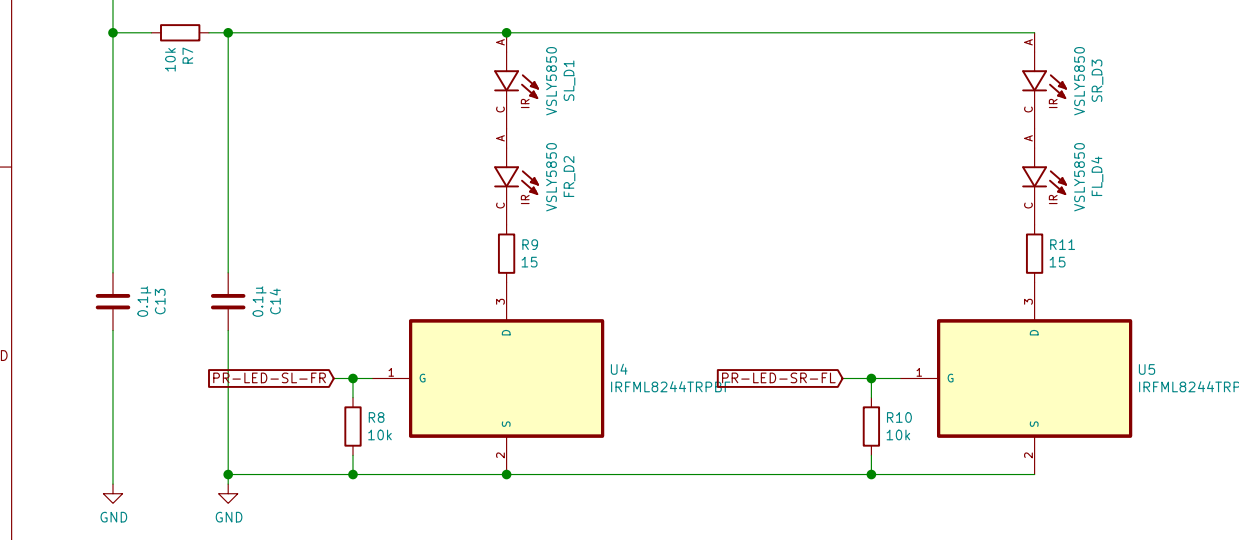 10k
R7
A
VSLY5850
SL_D1
C
IR
A
VSLY5850
SR_D3
C
IR
A
VSLY5850
FR_D2
C
IR
A
VSLY5850
FL_D4
C
IR
R9
15
R11
15
0.1µ
C13
0.1µ
C14
3
D
3
D
D
PR-LED-SL-FR
1
G
U4
IRFML8244TRPBF
PR-LED-SR-FL
1
G
U5
IRFML8244TRP
R8
10k
S
2
R10
10k
S
2
GND
GND